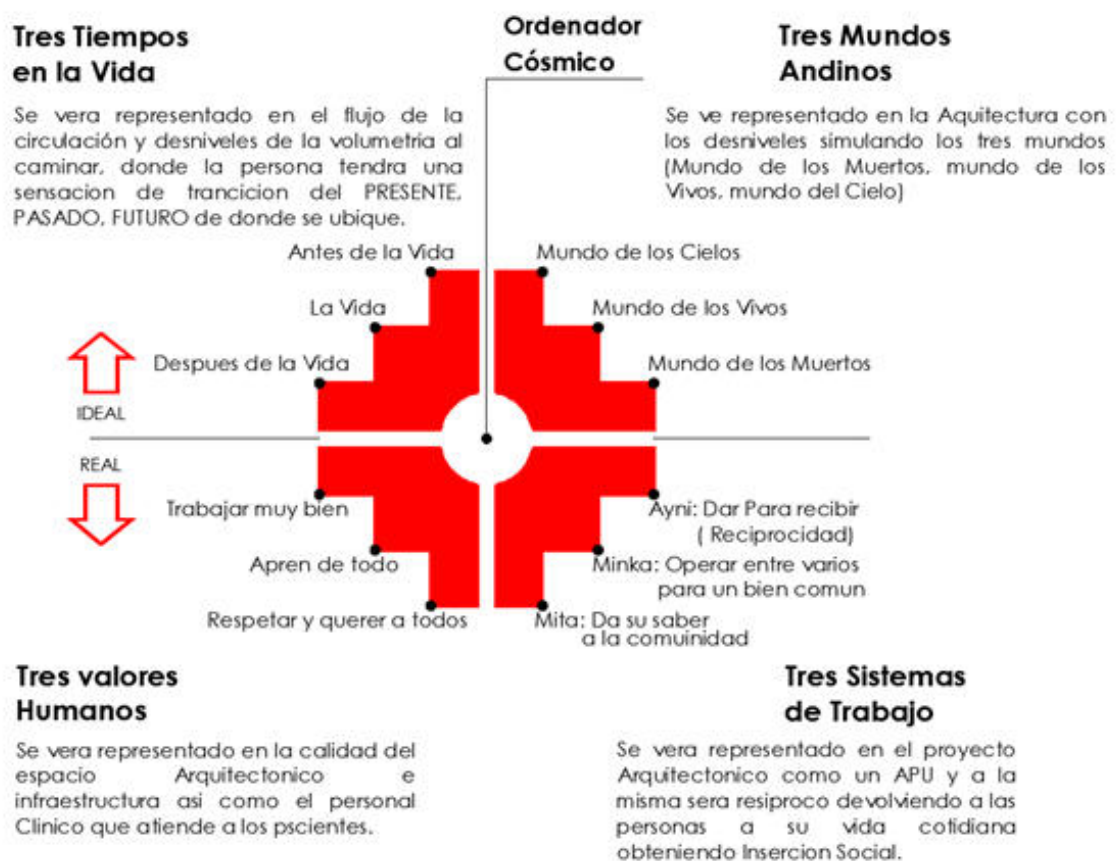 Tres Tiempos
en la Vida
Se vera representado en el flujo de la
circulación y desniveles de la volumetria al
caminar, donde la persona tendra una
sensacion de trancicion del PRESENTE,
PASADO, FUTURO de donde se ubique.
Ordenador
Cósmico
Tres Mundos
Andinos
Se ve representado en la Aquitectura con
los desniveles simulando los tres mundos
(Mundo de los Muertos, mundo de los
Vivos, mundo del Cielo)
Antes de la Vida
La Vida
Despues de la Vida
Mundo de los Cielos
Mundo de los Vivos
Mundo de los Muertos
IDEAL
REAL
Trabajar muy bien
Apren de todo
Respetar y querer a todos
Ayni: Dar Para recibir
( Reciprocidad)
Minka: Operar entre varios
para un bien comun
Mita: Da su saber
a la comuinidad
Tres valores
Humanos
Se vera representado en la calidad del
espacio Arquitectonico e
infraestructura asi como el personal
Clinico que atiende a los pscientes.
Tres Sistemas
de Trabajo
Se vera representado en el proyecto
Arquitectonico como un APU y a la
misma sera resiproco devolviendo a las
personas a su vida cotidiana
obteniendo Insercion Social.